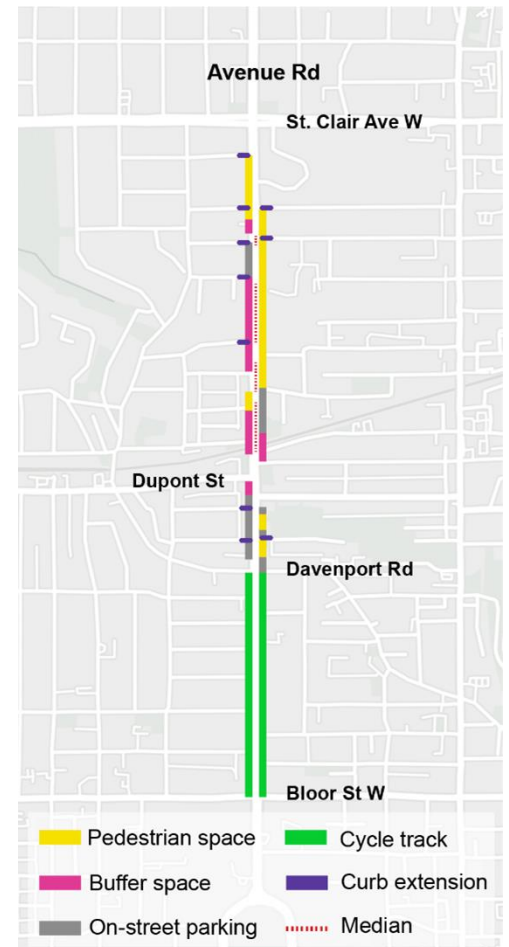 Avenue Rd
St. Clair Ave W
Dupont St
Davenport Rd
Bloor St W
Pedestrian space
Cycle track
Buffer space
Curb extension
On-street parking
Median